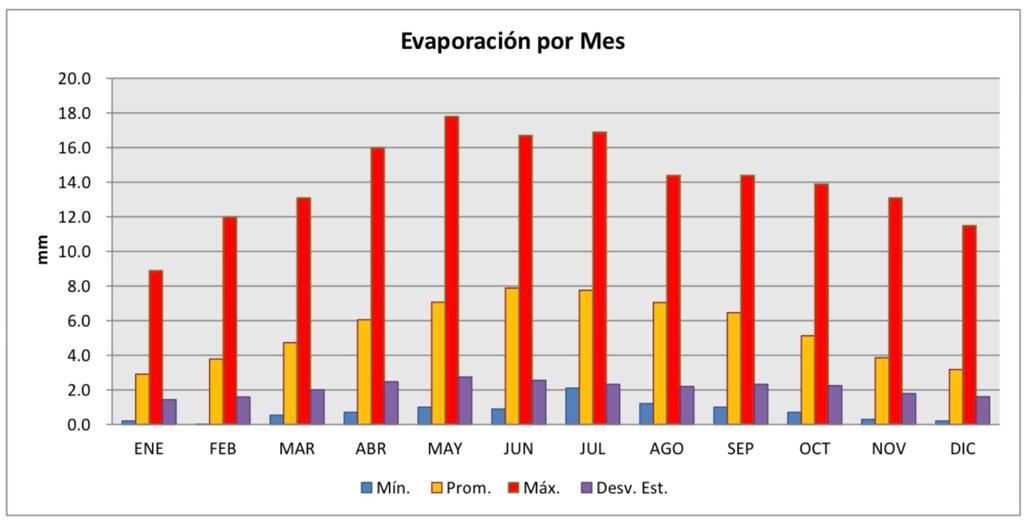 Evaporación por Mes
mm
20.0
18.0
16.0
14.0
12.0
10.0
8.0
6.0
4.0
2.0
0.0
ENE FEB MAR ABR MAY JUN JUL AGO SEP OCT NOV DIC
Mín. Prom. Máx. Desv. Est.